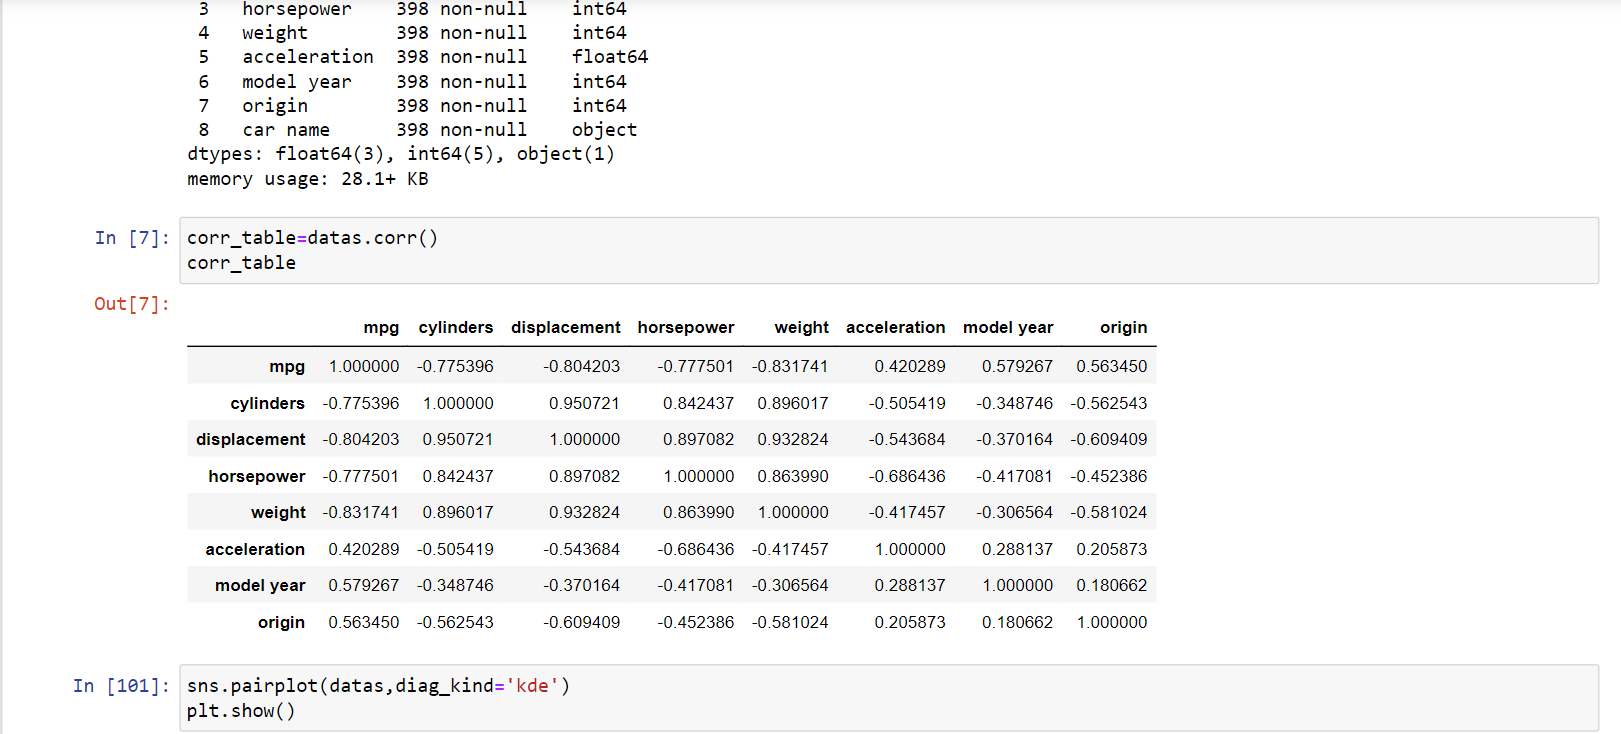 3 horsepower 398 non-null int64
4 weight 398 non-null int64
5 acceleration 398 non-null float64
6 model year 398 non-null int64
7 origin 398 non-null int64
8 car name 398 non-null object
dtypes: float64(3), int64(5), object(1)
memory usage: 28.1+ KB
In [7]: corr_table=datas.corr()
corr_table
Out[7]:
mpg cylinders displacement horsepower weight acceleration model year origin
mpg 1.000000 -0.775396 -0.804203 -0.777501 -0.831741 0.420289 0.579267 0.563450
cylinders -0.775396 1.000000 0.950721 0.842437 0.896017 -0.505419 -0.348746 -0.562543
displacement -0.804203 0.950721 1.000000 0.897082 0.932824 -0.543684 -0.370164 -0.609409
horsepower -0.777501 0.842437 0.897082 1.000000 0.863990 -0.686436 -0.417081 -0.452386
weight -0.831741 0.896017 0.932824 0.863990 1.000000 -0.417457 -0.306564 -0.581024
acceleration 0.420289 -0.505419 -0.543684 -0.686436 -0.417457 1.000000 0.288137 0.205873
model year 0.579267 -0.348746 -0.370164 -0.417081 -0.306564 0.288137 1.000000 0.180662
origin 0.563450 -0.562543 -0.609409 -0.452386 -0.581024 0.205873 0.180662 1.000000
In [101]: sns.pairplot(datas,diag_kind='kde')
plt.show()